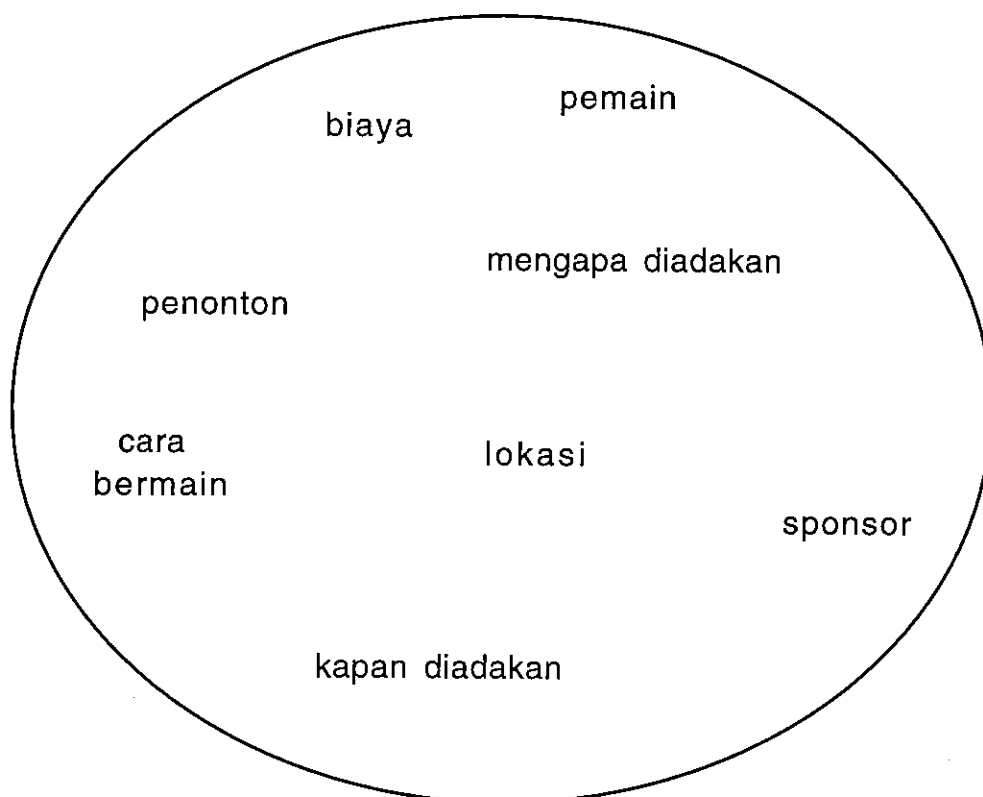 pemain
biaya
mengapa diadakan
penonton
cara
bermain
lokasi
sponsor
kapan diadakan